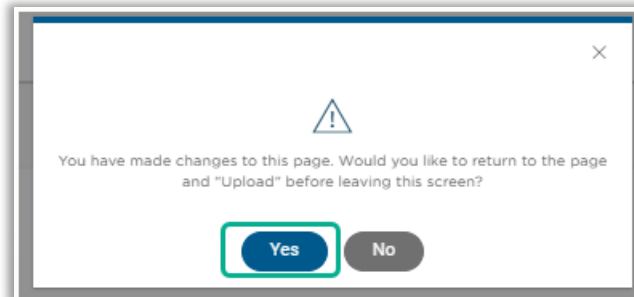 You have made changes to this page. Would you like to return to the page
and "Upload" before leaving this screen?
Yes No